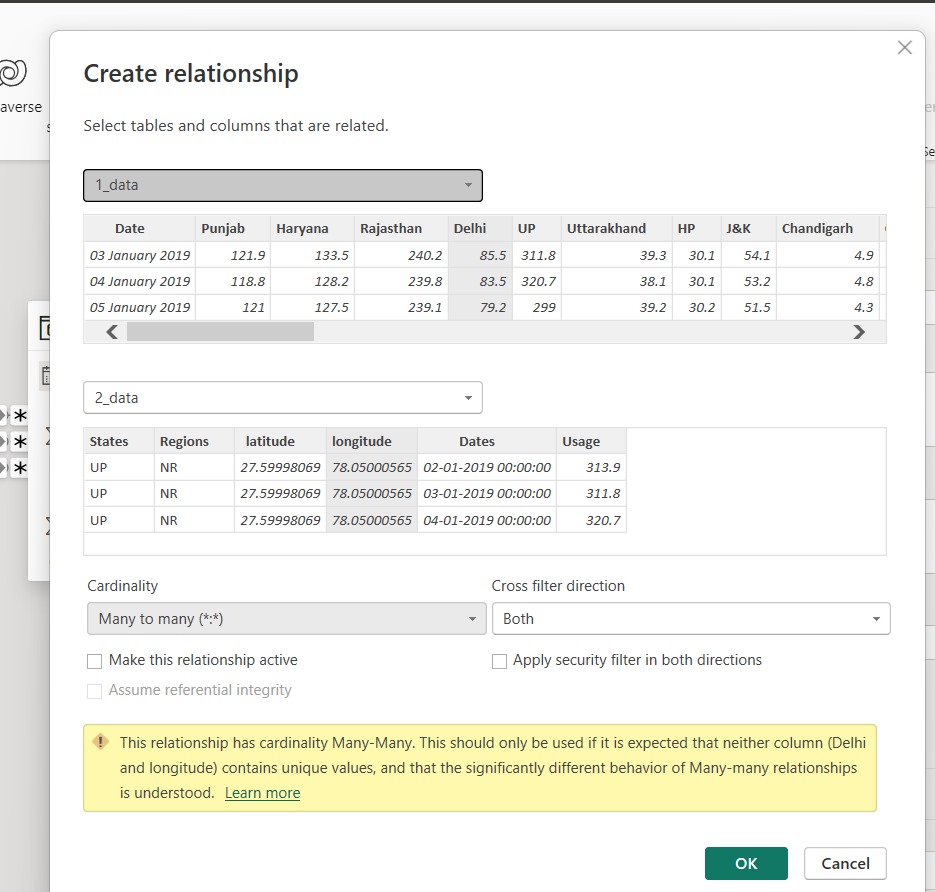 Create relationship
averse
Select tables and columns that are related.
1_data
Date Punjab Haryana Rajasthan Delhi UP Uttarakhand HP J&K Chandigarh
03 January 2019 121.9 133.5 240.2 85.5 311.8 39.3 30.1 54.1 4.9
04 January 2019 118.8 128.2 239.8 83.5 320.7 38.1 30.1 53.2 4.8
05 January 2019 121 127.5 239.1 79.2 299 39.2 30.2 51.5 4.3
2_data
States Regions latitude longitude Dates Usage
UP NR 27.59998069 78.05000565 02-01-2019 00:00:00 313.9
UP NR 27.59998069 78.05000565 03-01-2019 00:00:00 311.8
UP NR 27.59998069 78.05000565 04-01-2019 00:00:00 320.7
Cardinality Cross filter direction
Many to many (*:*) Both
Make this relationship active Apply security filter in both directions
Assume referential integrity
This relationship has cardinality Many-Many. This should only be used if it is expected that neither column (Delhi
and longitude) contains unique values, and that the significantly different behavior of Many-many relationships
is understood. Learn more
OK Cancel